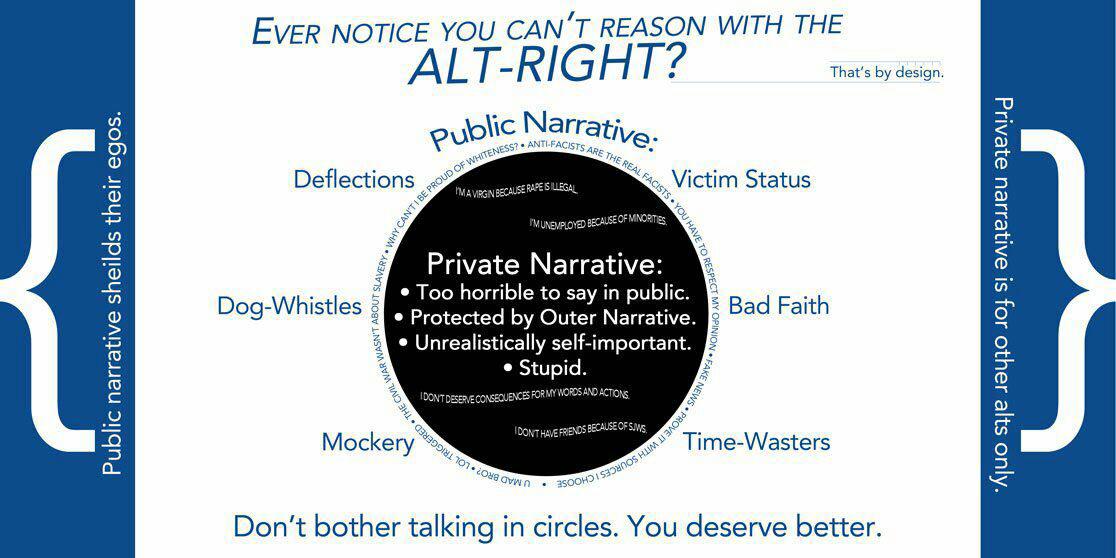 EVER NOTICE YOU CAN'T REASON WITH THE
ALT-RIGHT?
That's by design.
Public narrative sheilds their egos.
Private narrative is for other alts only.
Public Narrative:
Deflections
Victim Status
Dog-Whistles
Bad Faith
Mockery
Time-Wasters
U MAD BRO? • LOL TRIGGERED • THE CIVIL WAR WASN'T ABOUT SLAVERY • WHY CAN'T I BE PROUD OF WHITENESS? • ANTI-FACISTS ARE THE REAL FACISTS • YOU HAVE TO RESPECT MY OPINION • FAKE NEWS • PROVE IT WITH SOURCES I CHOOSE •
I'M A VIRGIN BECAUSE RAPE IS ILLEGAL.
I'M UNEMPLOYED BECAUSE OF MINORITIES.
Private Narrative:
• Too horrible to say in public.
• Protected by Outer Narrative.
• Unrealistically self-important.
• Stupid.
I DON'T DESERVE CONSEQUENCES FOR MY WORDS AND ACTIONS.
I DON'T HAVE FRIENDS BECAUSE OF SJWS.
Don't bother talking in circles. You deserve better.